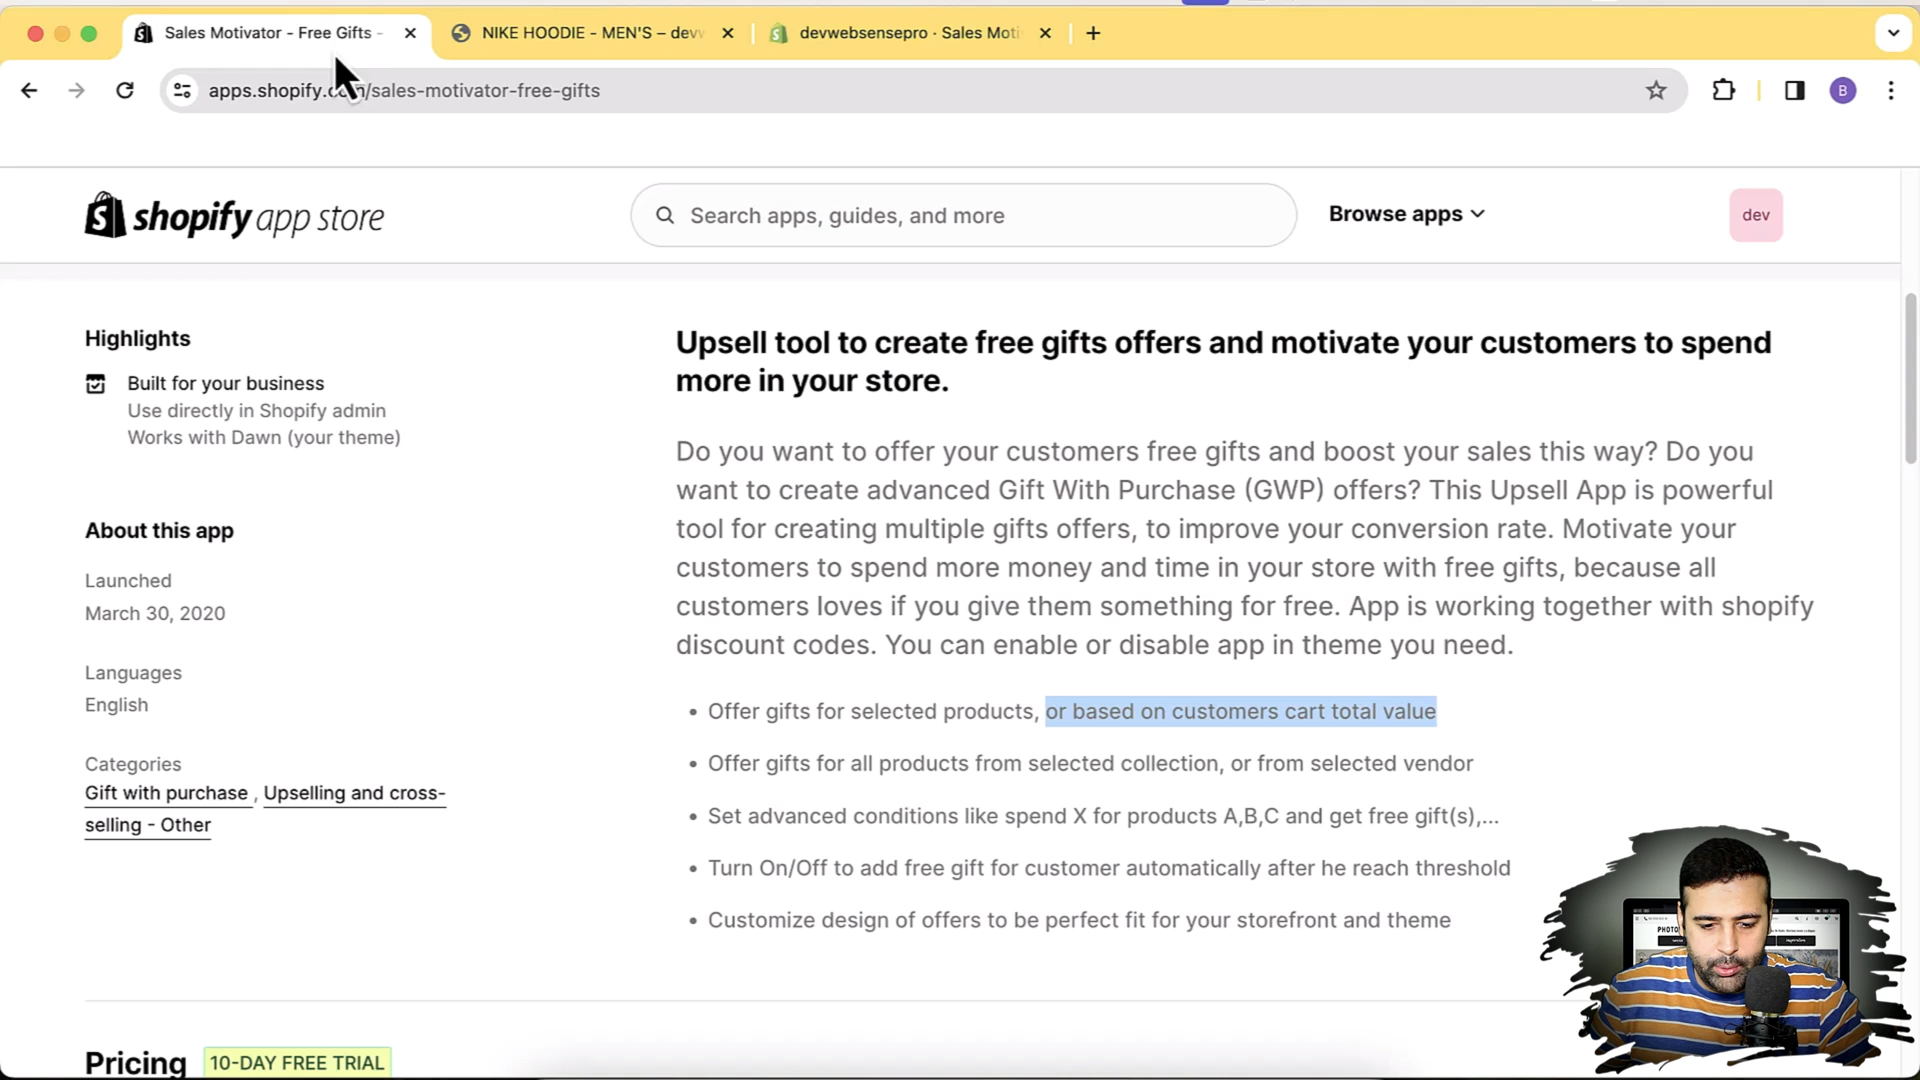 Sales Motivator - Free Gifts -
NIKE HOODIE - MEN'S – dev
devwebsensepro · Sales Moti
apps.shopify.com/sales-motivator-free-gifts
B
shopify app store
Search apps, guides, and more
Browse apps
dev
Highlights
Built for your business
Use directly in Shopify admin
Works with Dawn (your theme)
About this app
Launched
March 30, 2020
Languages
English
Categories
Gift with purchase , Upselling and cross-
selling - Other
Upsell tool to create free gifts offers and motivate your customers to spend
more in your store.
Do you want to offer your customers free gifts and boost your sales this way? Do you
want to create advanced Gift With Purchase (GWP) offers? This Upsell App is powerful
tool for creating multiple gifts offers, to improve your conversion rate. Motivate your
customers to spend more money and time in your store with free gifts, because all
customers loves if you give them something for free. App is working together with shopify
discount codes. You can enable or disable app in theme you need.
• Offer gifts for selected products, or based on customers cart total value
• Offer gifts for all products from selected collection, or from selected vendor
• Set advanced conditions like spend X for products A,B,C and get free gift(s),...
• Turn On/Off to add free gift for customer automatically after he reach threshold
• Customize design of offers to be perfect fit for your storefront and theme
Pricing
10-DAY FREE TRIAL